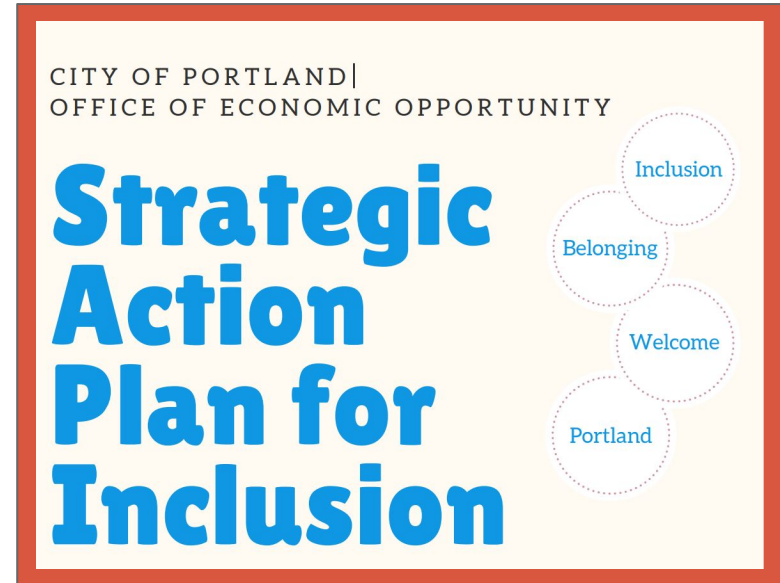 CITY OF PORTLAND|
OFFICE OF ECONOMIC OPPORTUNITY
Strategic
Action
Plan for
Inclusion
Inclusion
Belonging
Welcome
Portland